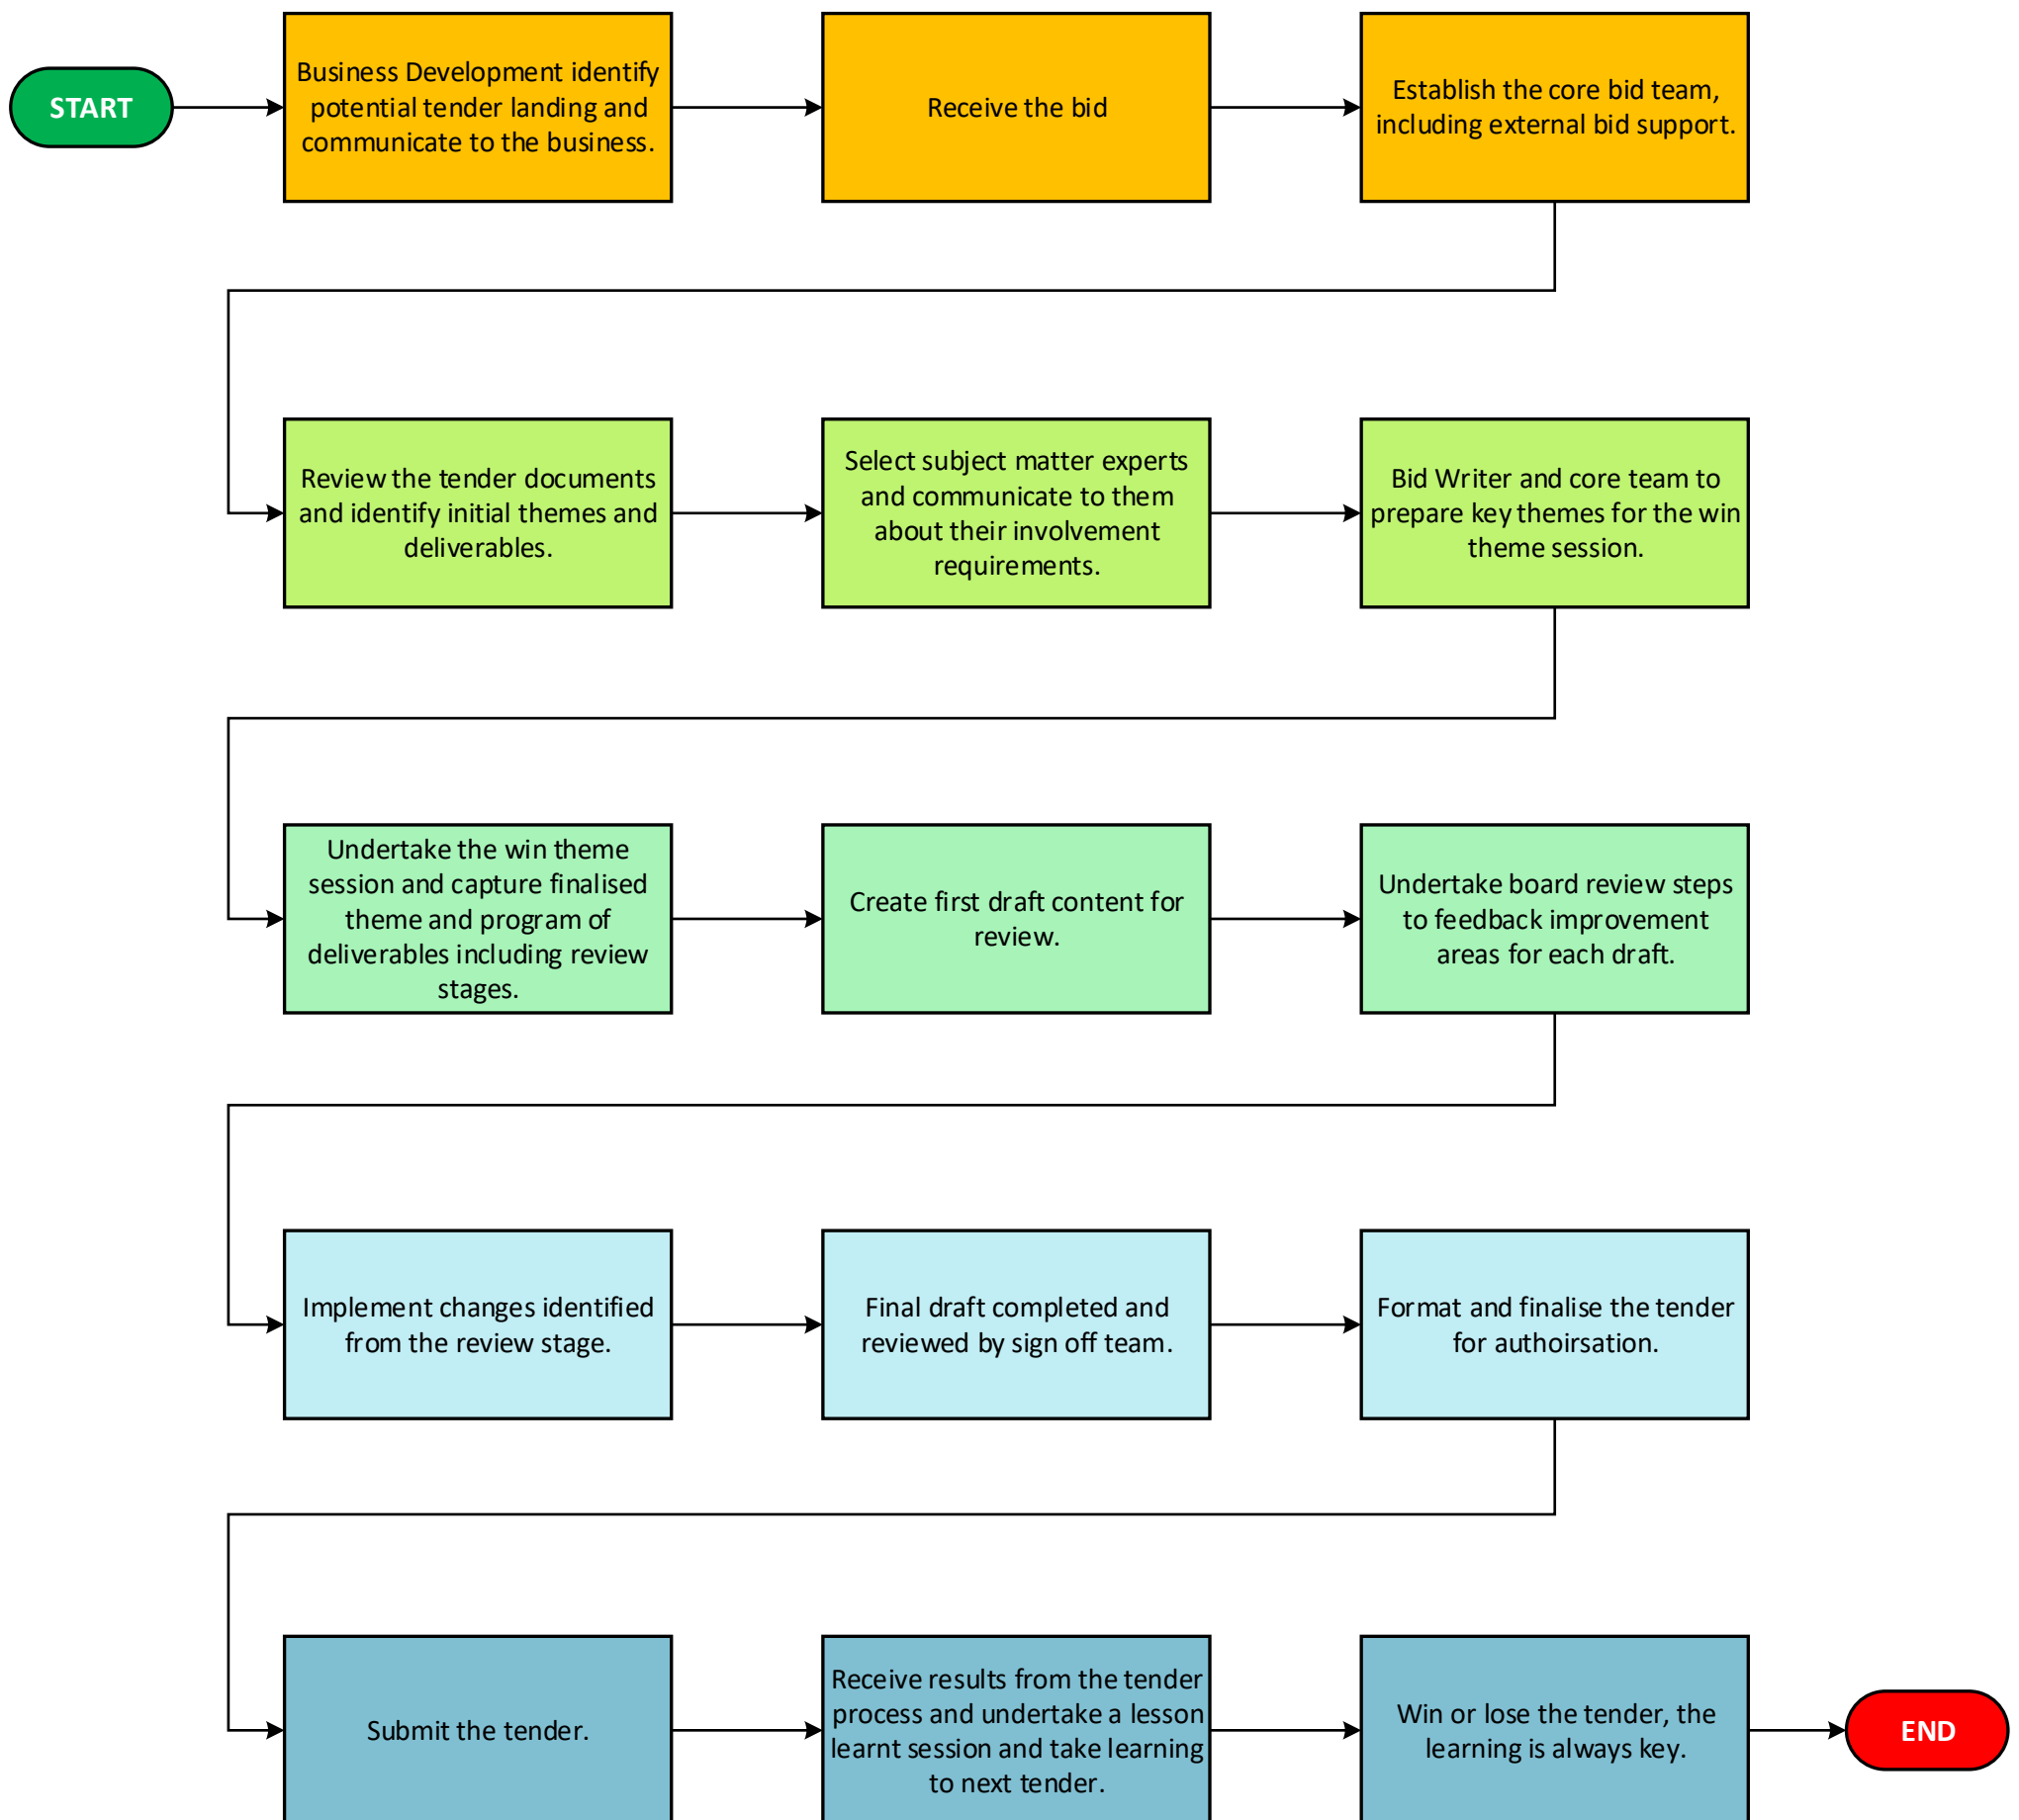 START
Business Development identify
potential tender landing and
communicate to the business.
Receive the bid
Establish the core bid team,
including external bid support.
Review the tender documents
and identify initial themes and
deliverables.
Select subject matter experts
and communicate to them
about their involvement
requirements.
Bid Writer and core team to
prepare key themes for the win
theme session.
Undertake the win theme
session and capture finalised
theme and program of
deliverables including review
stages.
Create first draft content for
review.
Undertake board review steps
to feedback improvement
areas for each draft.
Implement changes identified
from the review stage.
Final draft completed and
reviewed by sign off team.
Format and finalise the tender
for authoirsation.
Submit the tender.
Receive results from the tender
process and undertake a lesson
learnt session and take learning
to next tender.
Win or lose the tender, the
learning is always key.
END